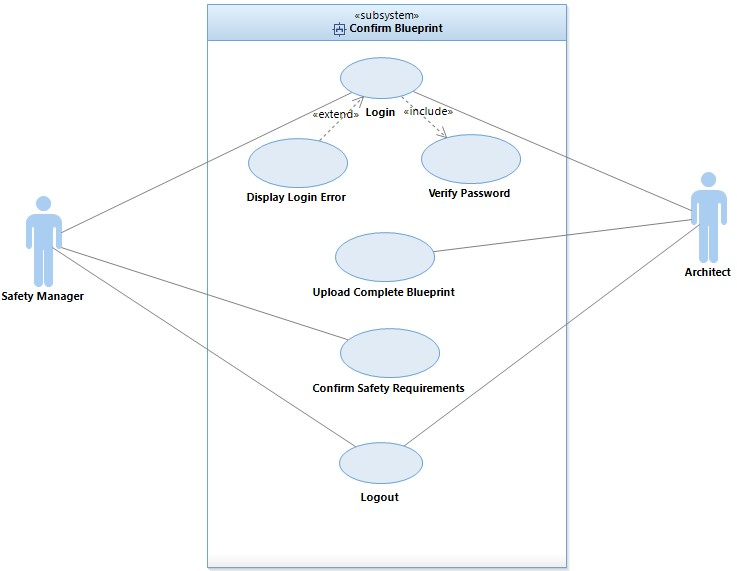 «subsystem»
Confirm Blueprint
«extend»
Login
«include»
Display Login Error
Verify Password
Safety Manager
Architect
Upload Complete Blueprint
Confirm Safety Requirements
Logout